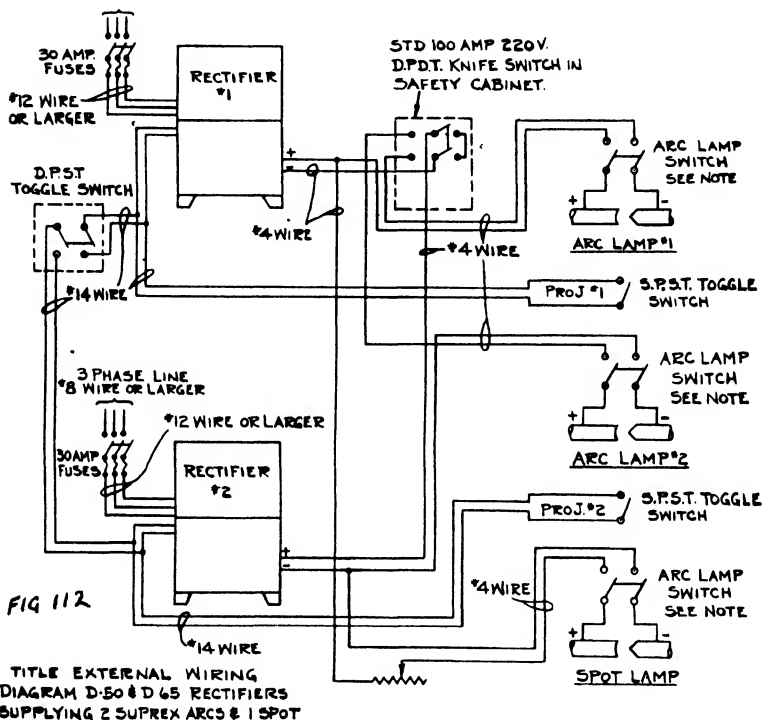 30 AMP.
FUSES
#12 WIRE
OR LARGER
RECTIFIER
#1
+
-
STD 100 AMP 220V.
D.P.D.T. KNIFE SWITCH IN
SAFETY CABINET.
ARC LAMP
SWITCH
SEE NOTE
+ -
ARC LAMP #1
D.P.S.T
TOGGLE SWITCH
#4 WIRE
#4 WIRE
#14 WIRE
PROJ #1
S.P.S.T. TOGGLE
SWITCH
3 PHASE LINE
#8 WIRE OR LARGER
#12 WIRE OR LARGER
30AMP
FUSES
RECTIFIER
#2
+
-
ARC LAMP
SWITCH
SEE NOTE
+ -
ARC LAMP #2
PROJ. #2
S.P.S.T. TOGGLE
SWITCH
#4 WIRE
ARC LAMP
SWITCH
SEE NOTE
+ -
SPOT LAMP
FIG 112
#14 WIRE
TITLE EXTERNAL WIRING
DIAGRAM D-50 & D 65 RECTIFIERS
SUPPLYING 2 SUPREX ARCS & 1 SPOT